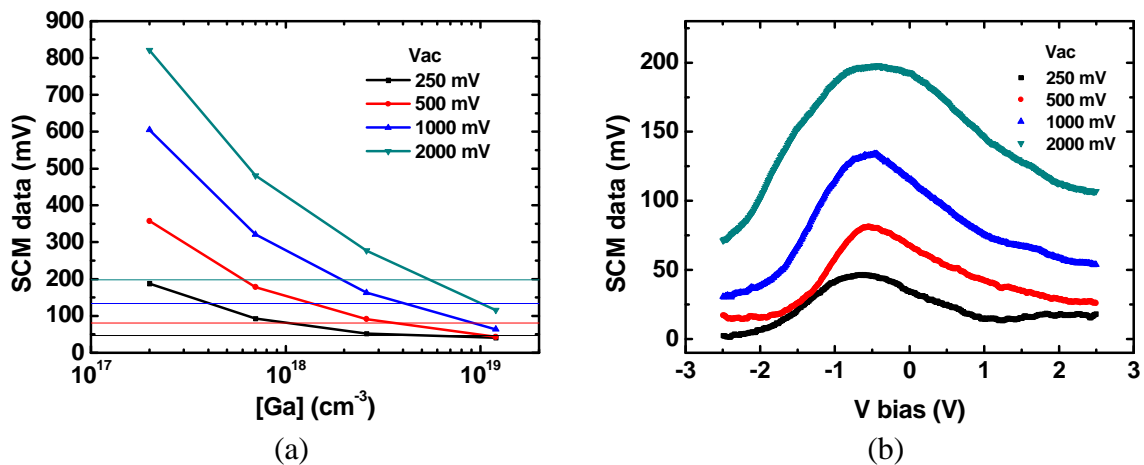 900
800
700
600
500
400
300
200
100
0
SCM data (mV)
Vac
250 mV
500 mV
1000 mV
2000 mV
10^17
10^18
10^19
[Ga] (cm^-3)
(a)
200
150
100
50
0
SCM data (mV)
Vac
250 mV
500 mV
1000 mV
2000 mV
-3
-2
-1
0
1
2
3
V bias (V)
(b)